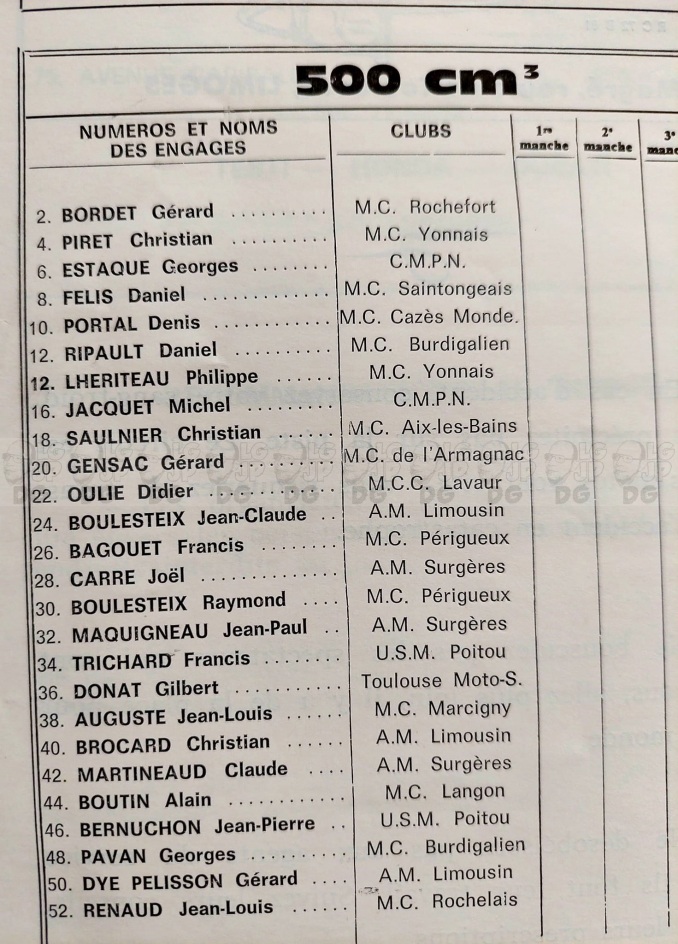 500 cm³
NUMEROS ET NOMS DES ENGAGES CLUBS 1re manche 2e manche 3e
2. BORDET Gérard .......... M.C. Rochefort
4. PIRET Christian .......... M.C. Yonnais
6. ESTAQUE Georges ........ C.M.P.N.
8. FELIS Daniel ............. M.C. Saintongeais
10. PORTAL Denis ............ M.C. Cazès Monde.
12. RIPAULT Daniel .......... M.C. Burdigalien
12. LHERITEAU Philippe ....... M.C. Yonnais
16. JACQUET Michel ......... C.M.P.N.
18. SAULNIER Christian ....... M.C. Aix-les-Bains
20. GENSAC Gérard .......... M.C. de l'Armagnac
22. OULIE Didier ............. M.C.C. Lavaur
24. BOULESTEIX Jean-Claude .. A.M. Limousin
26. BAGOUET Francis ........ M.C. Périgueux
28. CARRE Joël .............. A.M. Surgères
30. BOULESTEIX Raymond .... M.C. Périgueux
32. MAQUIGNEAU Jean-Paul .. A.M. Surgères
34. TRICHARD Francis ........ U.S.M. Poitou
36. DONAT Gilbert ........... Toulouse Moto-S.
38. AUGUSTE Jean-Louis ...... M.C. Marcigny
40. BROCARD Christian ...... A.M. Limousin
42. MARTINEAUD Claude .... A.M. Surgères
44. BOUTIN Alain ............ M.C. Langon
46. BERNUCHON Jean-Pierre .. U.S.M. Poitou
48. PAVAN Georges .......... M.C. Burdigalien
50. DYE PELISSON Gérard .... A.M. Limousin
52. RENAUD Jean-Louis ...... M.C. Rochelais